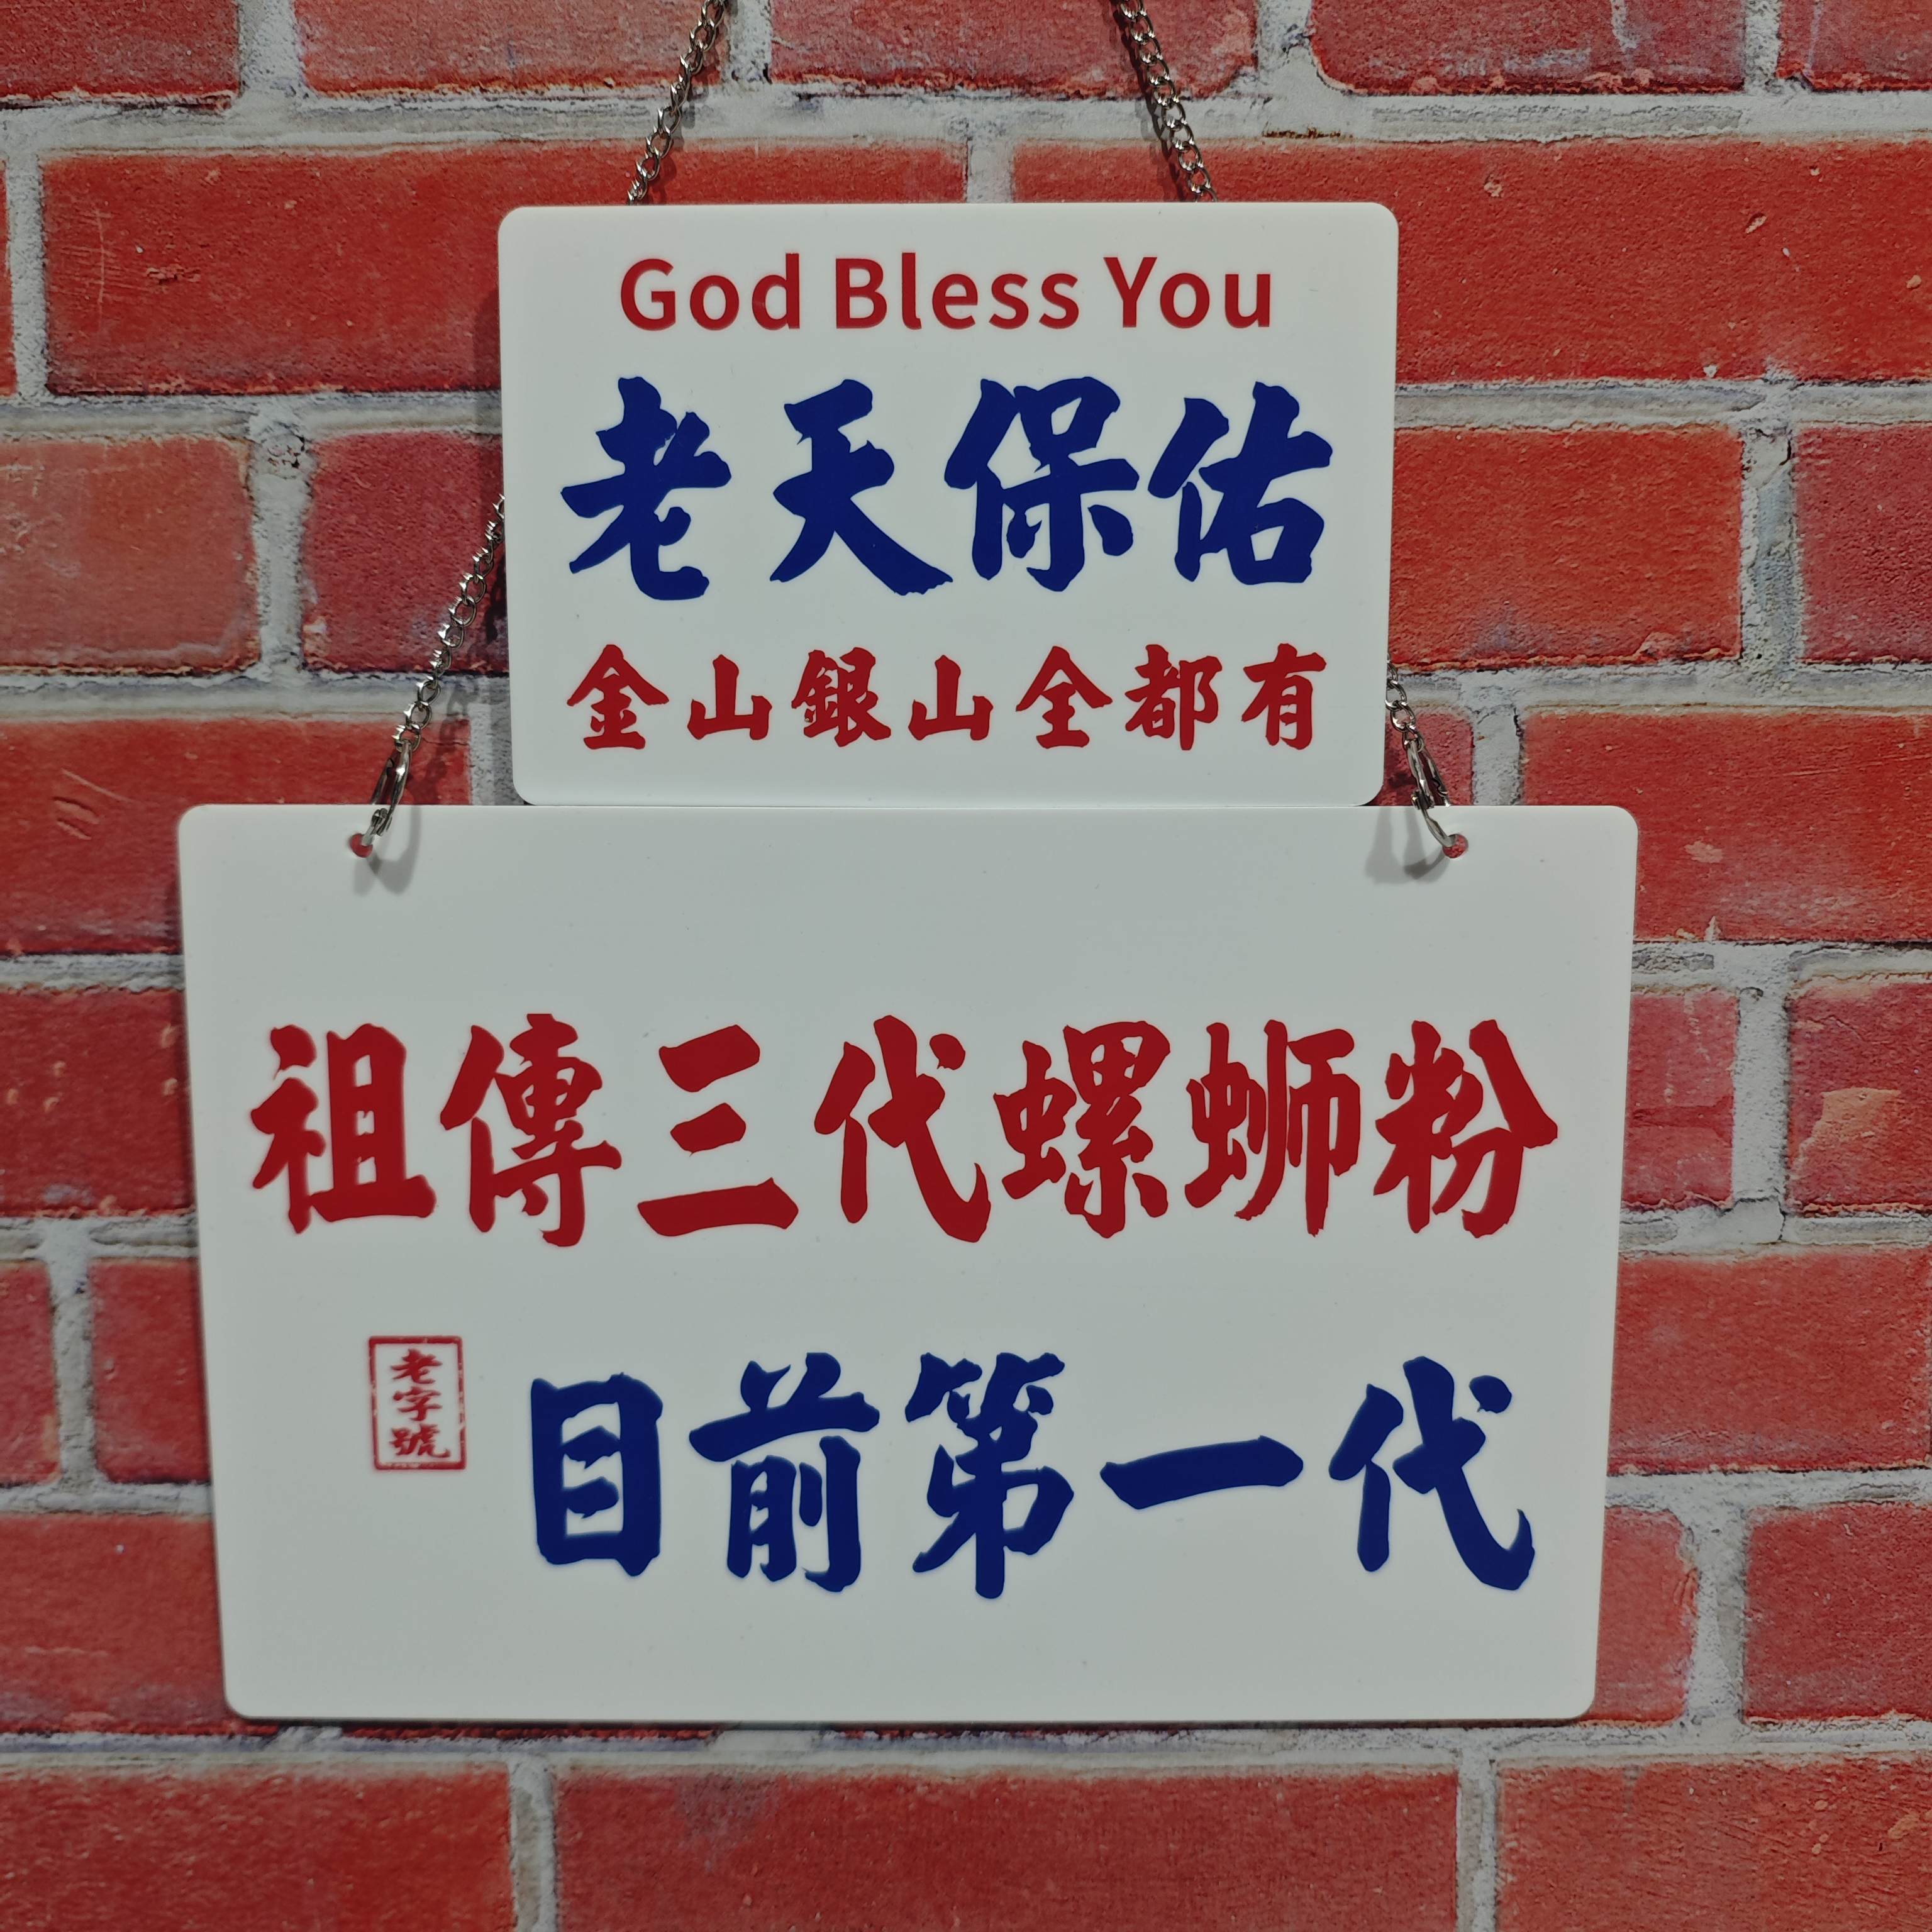 God Bless You
老天保佑
金山銀山全都有
祖傳三代螺蛳粉
老字號
目前第一代